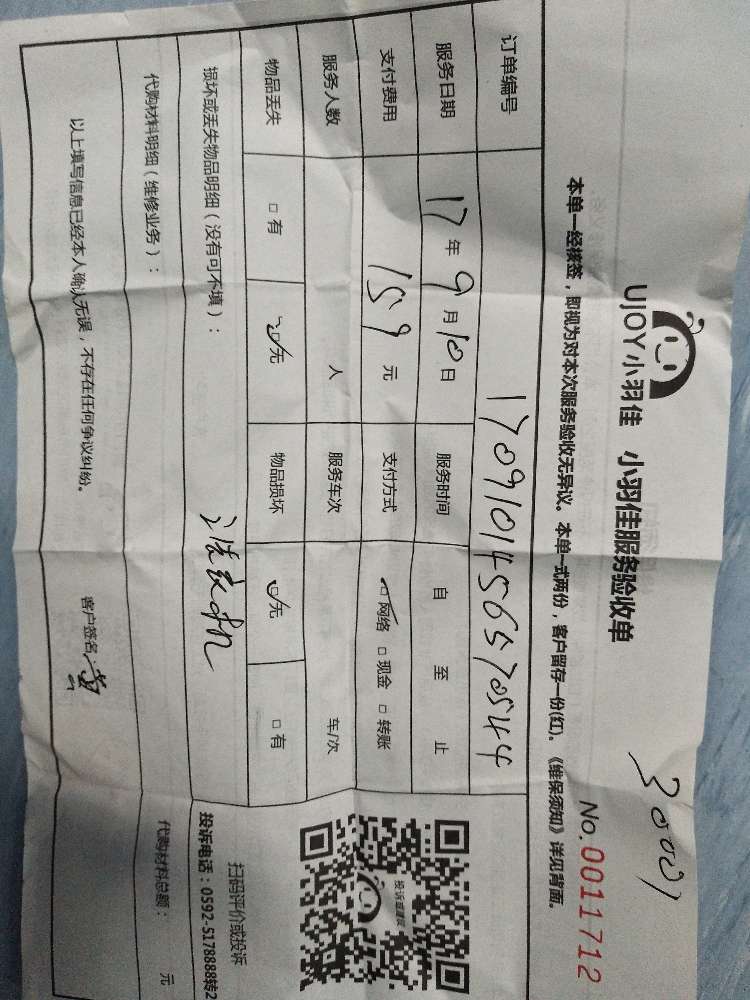 30001
UJOY小羽佳 小羽佳服务验收单
No.0011712
本单一经核签，即视为对本次服务验收无异议。本单一式两份，客户留存一份(红)。《维保须知》详见背面。
订单编号 17091014565570544
服务日期 17年9月10日 服务时间 自 至 止
支付费用 159元 支付方式 ☑网络 □现金 □转账
服务人数 人 服务车次 车/次
物品丢失 □有 ☑无 物品损坏 ☑无 □有
投诉或建议
扫码评价或投诉
投诉电话：0592-5178888转2
损坏或丢失物品明细（没有可不填）：
代购材料明细（维修业务）：
代购材料总额： 元
以上填写信息已经本人确认无误，不存在任何争议纠纷。 客户签名